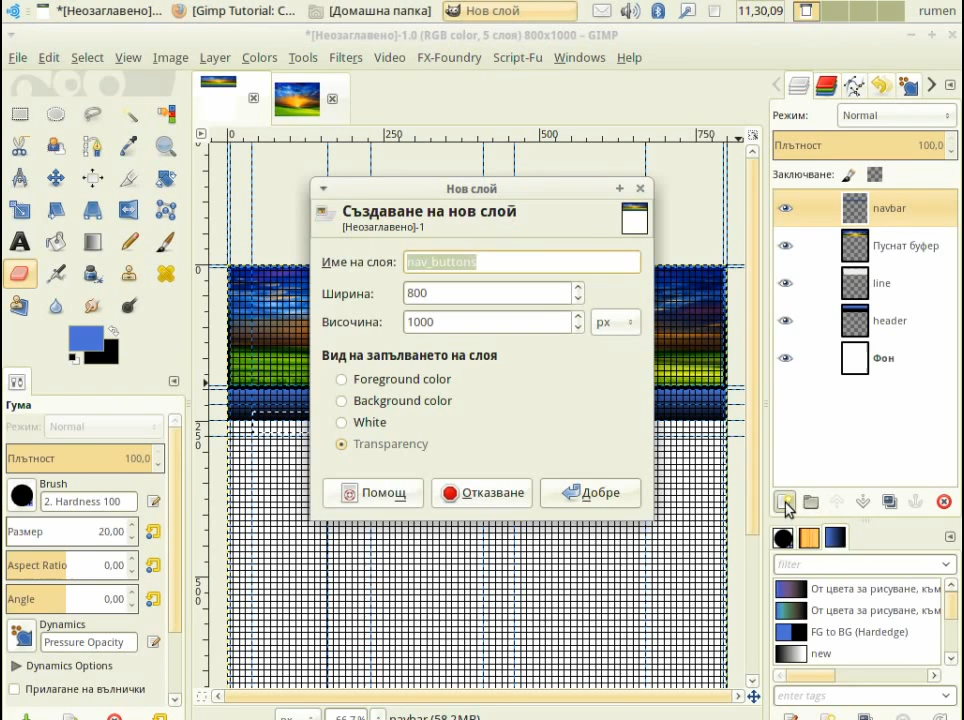 *[Неозаглавено]...
[Gimp Tutorial: C...
[Домашна папка]
Нов слой
11,30,09
rumen
*[Неозаглавено]-1.0 (RGB color, 5 слоя) 800x1000 – GIMP
File Edit Select View Image Layer Colors Tools Filters Video FX-Foundry Script-Fu Windows Help
0 250 500 750
Режим: Normal
Плътност 100,0
Заключване:
navbar
Пуснат буфер
line
header
Фон
Нов слой
Създаване на нов слой
[Неозаглавено]-1
Име на слоя: nav_buttons
Ширина: 800
Височина: 1000 px
Вид на запълването на слоя
Foreground color
Background color
White
Transparency
Помощ Отказване Добре
0
250
500
Гума
Режим: Normal
Плътност 100,0
Brush
2. Hardness 100
Размер 20,00
Aspect Ratio 0,00
Angle 0,00
Dynamics
Pressure Opacity
Dynamics Options
Прилагане на вълнички
filter
От цвета за рисуване, към
От цвета за рисуване, към
FG to BG (Hardedge)
new
enter tags
px 66,7% navbar (58,2MB)